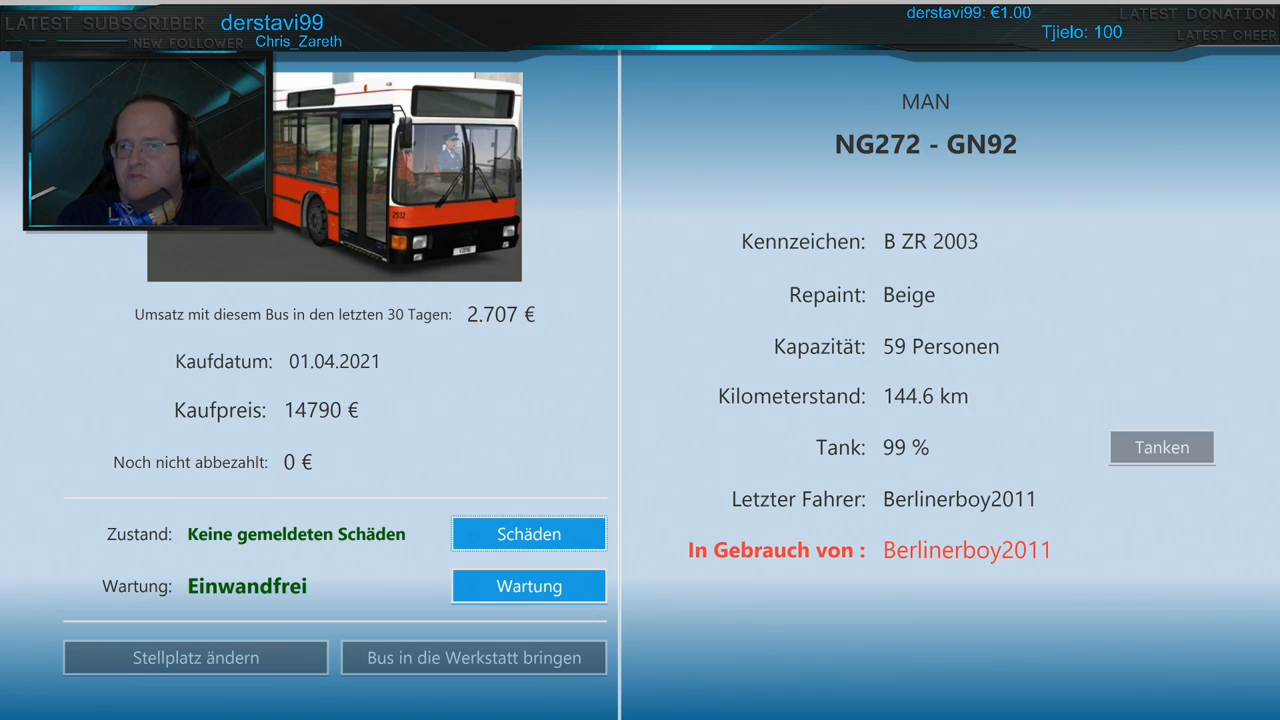 LATEST SUBSCRIBER derstavi99
NEW FOLLOWER Chris_Zareth
derstavi99: €1.00 LATEST DONATION
Tjielo: 100 LATEST CHEER
2532
MAN
NG272 - GN92
Kennzeichen: B ZR 2003
Repaint: Beige
Kapazität: 59 Personen
Kilometerstand: 144.6 km
Tank: 99 % Tanken
Letzter Fahrer: Berlinerboy2011
In Gebrauch von : Berlinerboy2011
Umsatz mit diesem Bus in den letzten 30 Tagen: 2.707 €
Kaufdatum: 01.04.2021
Kaufpreis: 14790 €
Noch nicht abbezahlt: 0 €
Zustand: Keine gemeldeten Schäden Schäden
Wartung: Einwandfrei Wartung
Stellplatz ändern Bus in die Werkstatt bringen